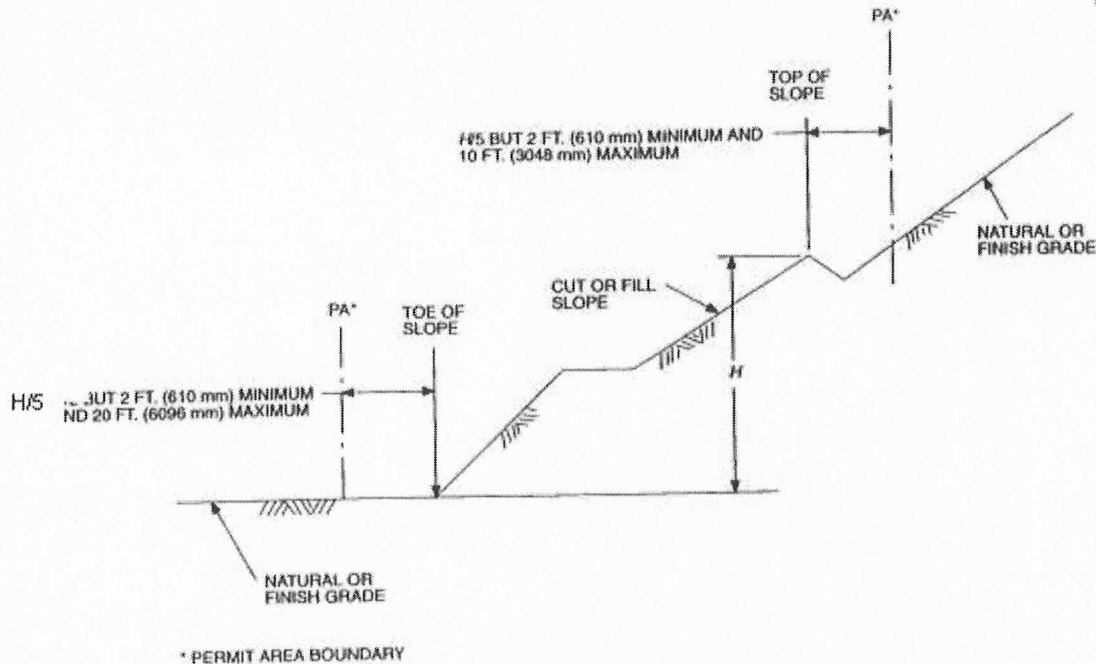 PA*
TOP OF
SLOPE
H/5 BUT 2 FT. (610 mm) MINIMUM AND
10 FT. (3048 mm) MAXIMUM
NATURAL OR
FINISH GRADE
CUT OR FILL
SLOPE
PA*
TOE OF
SLOPE
H
H/5 BUT 2 FT. (610 mm) MINIMUM
ND 20 FT. (6096 mm) MAXIMUM
NATURAL OR
FINISH GRADE
* PERMIT AREA BOUNDARY